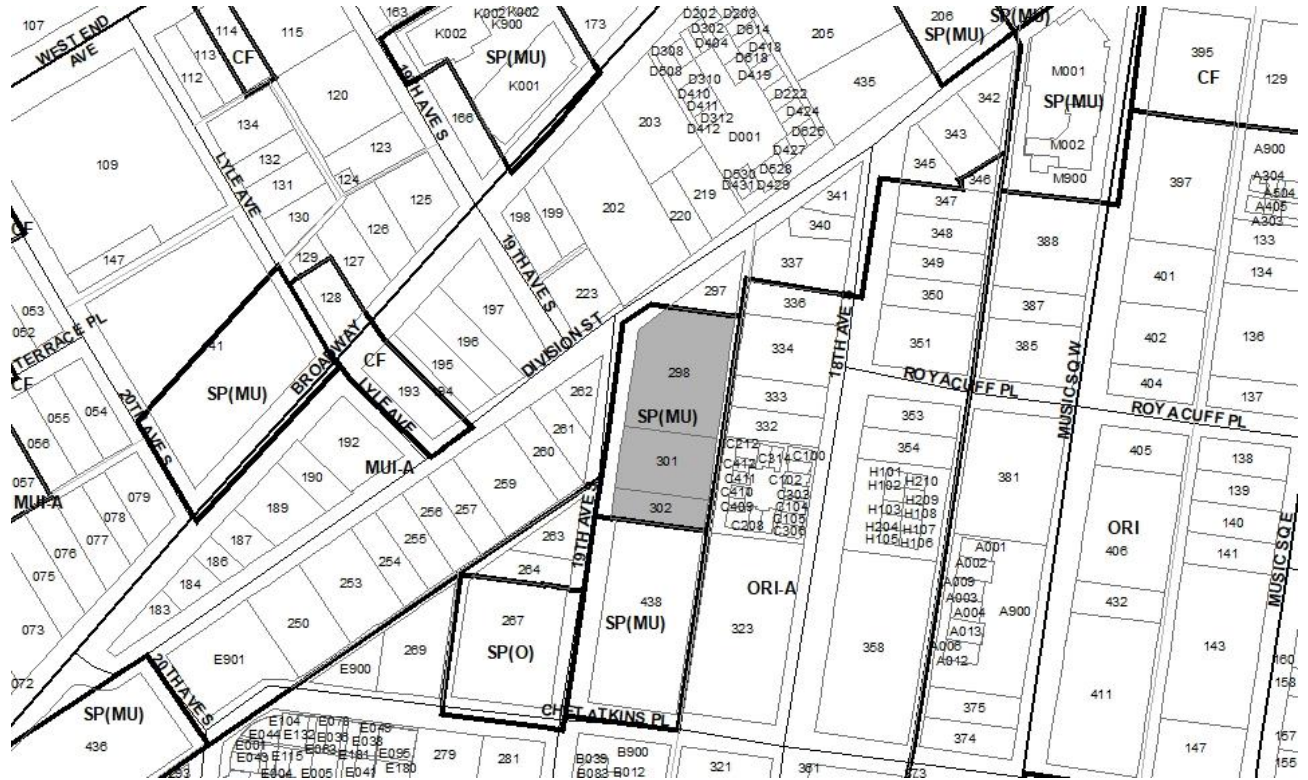 107
WEST END
AVE
113
114
115
112
CF
163
K002
K002
K900
173
SP(MU)
K001
19TH AVE S
166
D202
D203
D302
D614
D404
D308
D418
D618
D508
D419
D310
D410
D222
D411
D424
D312
D412
D626
D001
D427
D528
D530
D431
D429
205
206
SP(MU)
SP(MU)
435
M001
SP(MU)
M002
M900
395
CF
129
342
343
345
346
A900
A304
A504
A405
A303
133
134
397
109
134
120
132
123
131
124
LYLE AVE
130
125
126
129
127
128
147
203
219
202
220
198
199
223
19TH AVE S
341
340
337
347
348
349
350
351
388
387
385
401
402
404
136
137
CF
053
052
TERRACE PL
CF
41
SP(MU)
BROADWAY
CF
193
194
195
196
197
LYLE AVE
DIVISION ST
297
336
334
333
332
18TH AVE
ROY ACUFF PL
ROY ACUFF PL
MUSIC SQ W
298
SP(MU)
301
302
262
261
260
259
257
256
255
254
253
250
192
190
189
187
186
184
183
MUI-A
20TH AVE S
054
055
056
057
MUI-A
079
078
077
076
075
073
072
353
354
C212
C314
C100
C412
C411
C102
C410
C303
C409
C104
C105
C208
C306
H101
H102
H210
H209
H103
H108
H204
H107
H105
H106
381
405
138
139
140
141
ORI
406
432
MUSIC SQ E
263
264
19TH AVE S
267
SP(O)
438
SP(MU)
ORI-A
323
358
A001
A002
A009
A003
A004
A013
A006
A012
A900
375
374
373
411
143
147
160
158
157
155
E901
E900
269
20TH AVE S
SP(MU)
436
293
CHET ATKINS PL
E104
E078
E049
E044
E132
E036
E038
E001
E063
E043
E115
E181
E095
E004
E005
E041
E180
279
281
B039
B900
B083
B012
321
361